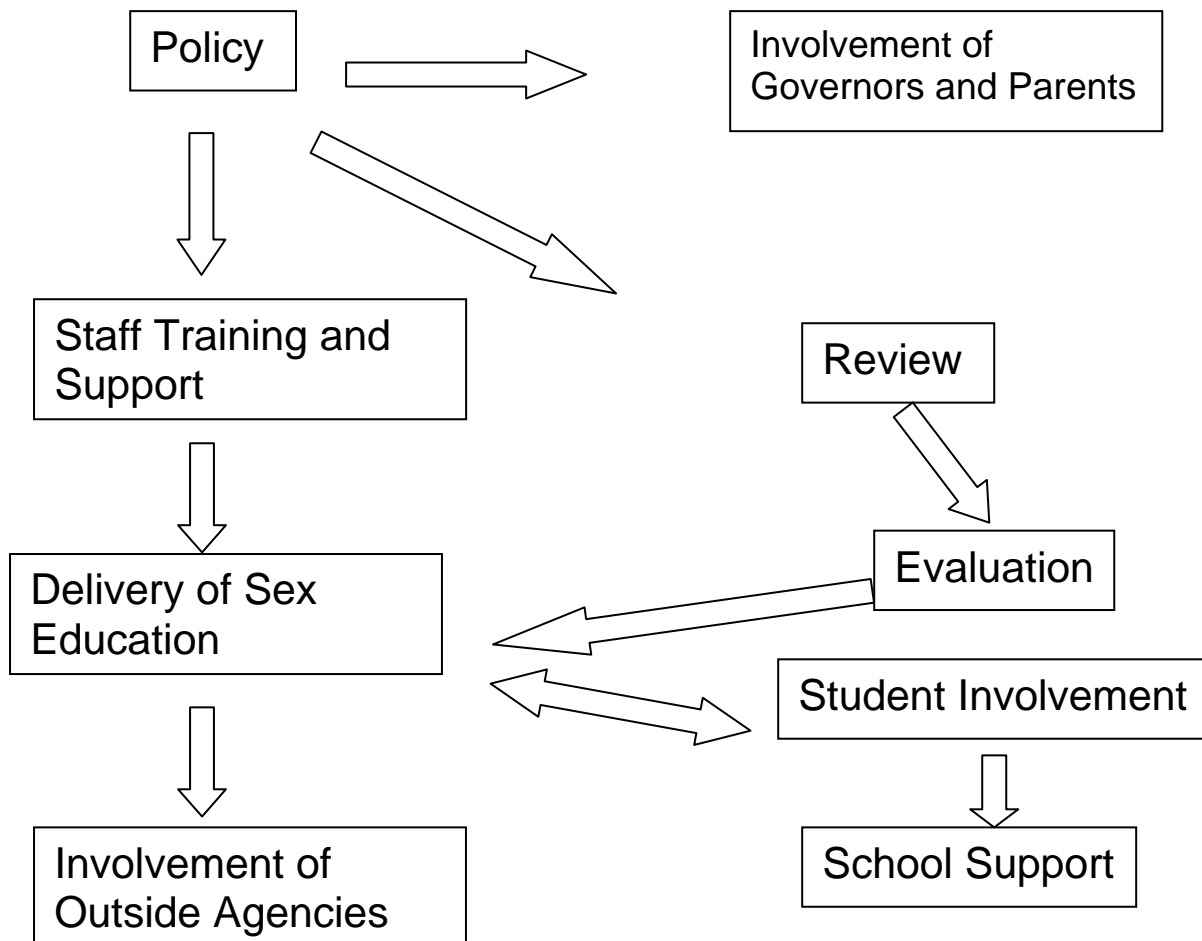 Policy
Involvement of
Governors and Parents
Staff Training and
Support
Review
Delivery of Sex
Education
Evaluation
Student Involvement
Involvement of
Outside Agencies
School Support